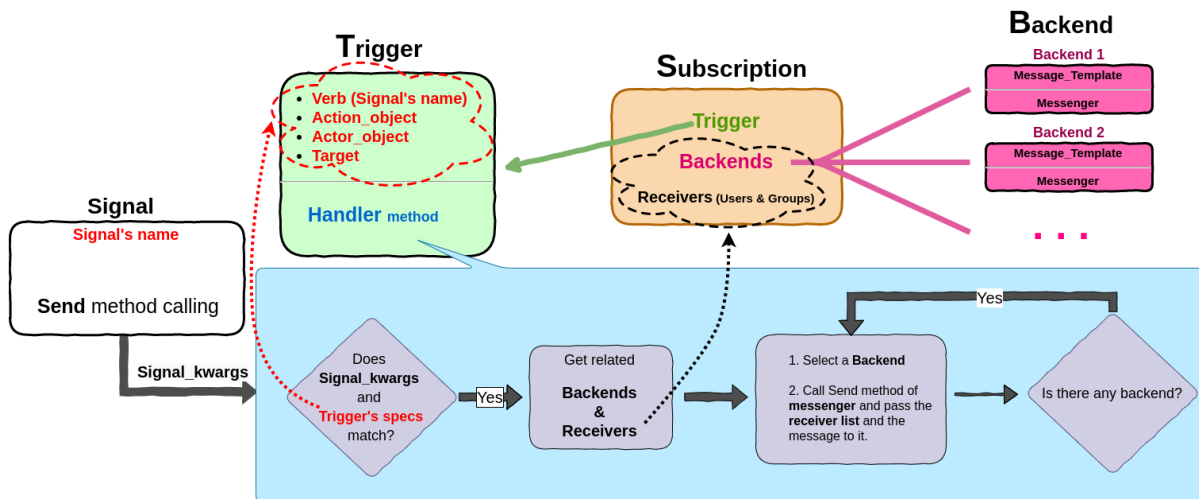 Trigger
Verb (Signal's name)
Action_object
Actor_object
Target
Handler method
Subscription
Trigger
Backends
Receivers (Users & Groups)
Backend
Backend 1
Message_Template
Messenger
Backend 2
Message_Template
Messenger
. . .
Signal
Signal's name
Send method calling
Signal_kwargs
Does
Signal_kwargs
and
Trigger's specs
match?
Yes
Get related
Backends
&
Receivers
1. Select a Backend
2. Call Send method of
messenger and pass the
receiver list and the
message to it.
Is there any backend?
Yes